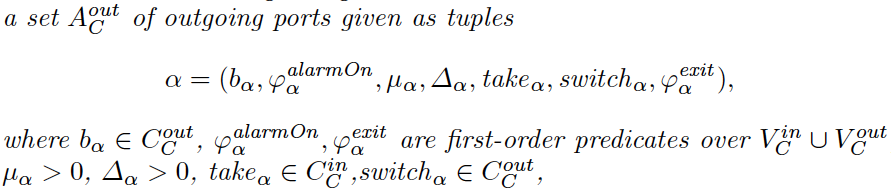 a set A_C^{out} of outgoing ports given as tuples
α = (b_α, φ_α^{alarmOn}, μ_α, Δ_α, take_α, switch_α, φ_α^{exit}),
where b_α ∈ C_C^{out}, φ_α^{alarmOn}, φ_α^{exit} are first-order predicates over V_C^{in} ∪ V_C^{out}
μ_α > 0, Δ_α > 0, take_α ∈ C_C^{in},switch_α ∈ C_C^{out},